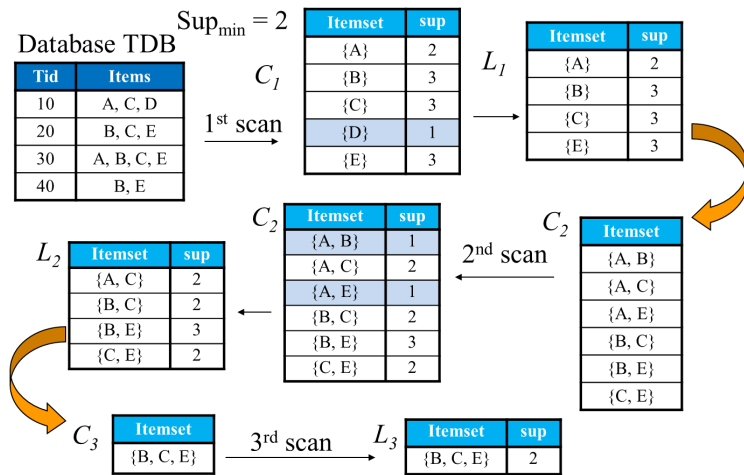 Sup_min = 2
Database TDB
Tid Items
10 A, C, D
20 B, C, E
30 A, B, C, E
40 B, E
1st scan
C1
Itemset sup
{A} 2
{B} 3
{C} 3
{D} 1
{E} 3
L1
Itemset sup
{A} 2
{B} 3
{C} 3
{E} 3
C2
Itemset
{A, B}
{A, C}
{A, E}
{B, C}
{B, E}
{C, E}
2nd scan
C2
Itemset sup
{A, B} 1
{A, C} 2
{A, E} 1
{B, C} 2
{B, E} 3
{C, E} 2
L2
Itemset sup
{A, C} 2
{B, C} 2
{B, E} 3
{C, E} 2
C3
Itemset
{B, C, E}
3rd scan
L3
Itemset sup
{B, C, E} 2